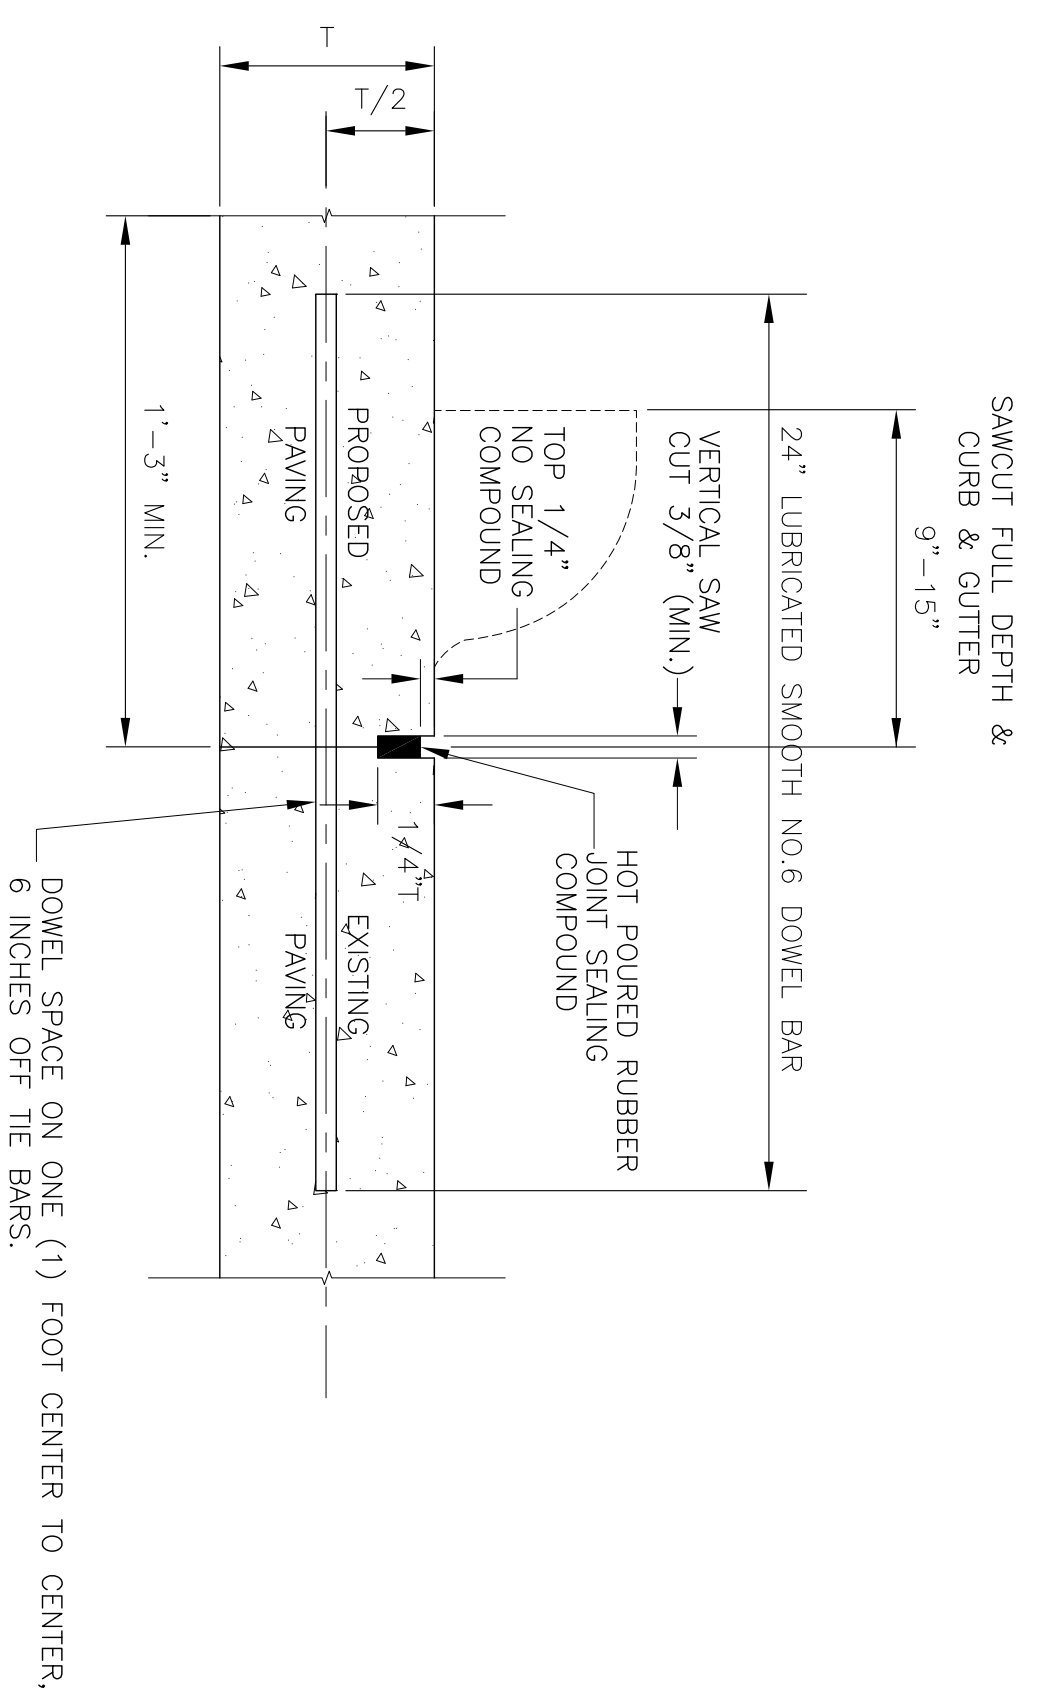 SAWCUT FULL DEPTH &
CURB & GUTTER
9"-15"
24" LUBRICATED SMOOTH NO.6 DOWEL BAR
VERTICAL SAW
CUT 3/8" (MIN.)
HOT POURED RUBBER
JOINT SEALING
COMPOUND
TOP 1/4"
NO SEALING
COMPOUND
T
T/2
1/4"T
PROPOSED
PAVING
EXISTING
PAVING
1'-3" MIN.
DOWEL SPACE ON ONE (1) FOOT CENTER TO CENTER,
6 INCHES OFF TIE BARS.